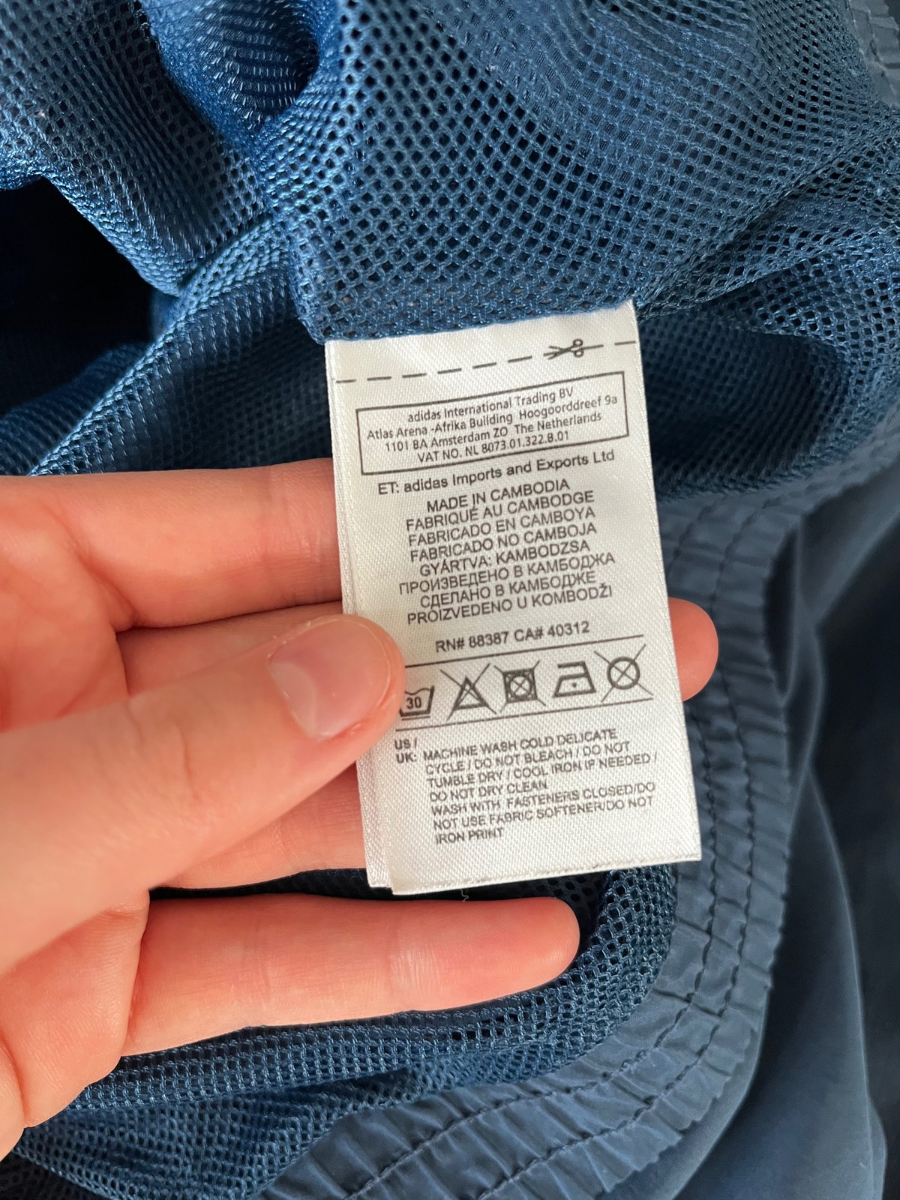 adidas International Trading BV
Atlas Arena -Afrika Building Hoogoorddreef 9a
1101 BA Amsterdam ZO The Netherlands
VAT NO. NL 8073.01.322.B.01
ET: adidas Imports and Exports Ltd
MADE IN CAMBODIA
FABRIQUÉ AU CAMBODGE
FABRICADO EN CAMBOYA
FABRICADO NO CAMBOJA
GYÁRTVA: KAMBODZSA
ПРОИЗВЕДЕНО В КАМБОДЖА
СДЕЛАНО В КАМБОДЖЕ
PROIZVEDENO U KOMBODŽI
RN# 88387 CA# 40312
30
US /
UK: MACHINE WASH COLD DELICATE
CYCLE / DO NOT BLEACH / DO NOT
TUMBLE DRY / COOL IRON IF NEEDED /
DO NOT DRY CLEAN
WASH WITH FASTENERS CLOSED/DO
NOT USE FABRIC SOFTENER/DO NOT
IRON PRINT